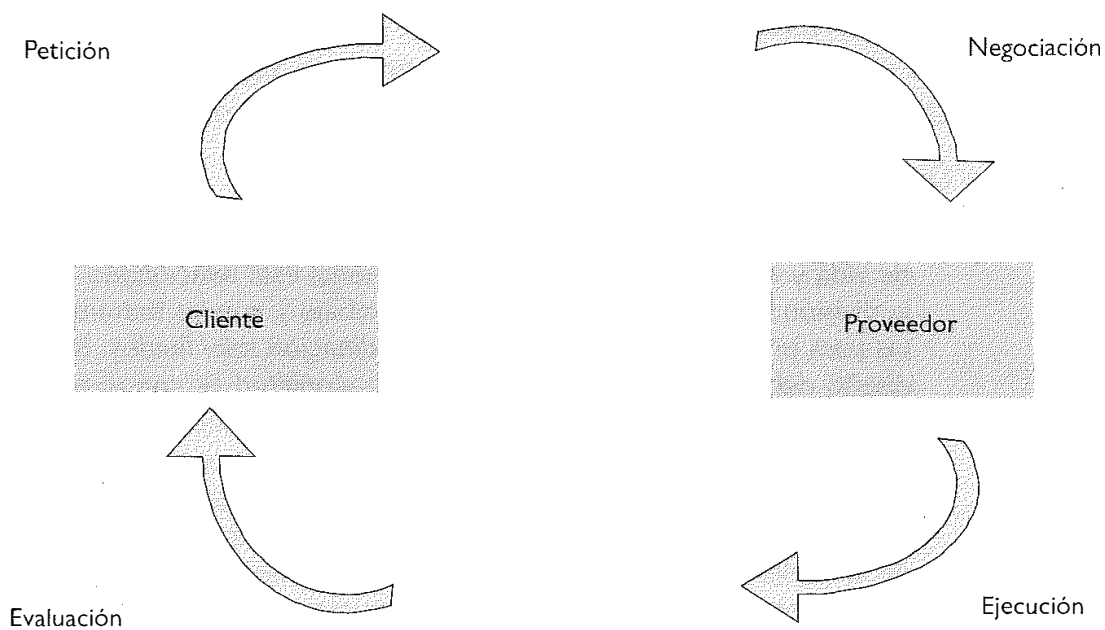 Petición
Negociación
Cliente
Proveedor
Evaluación
Ejecución